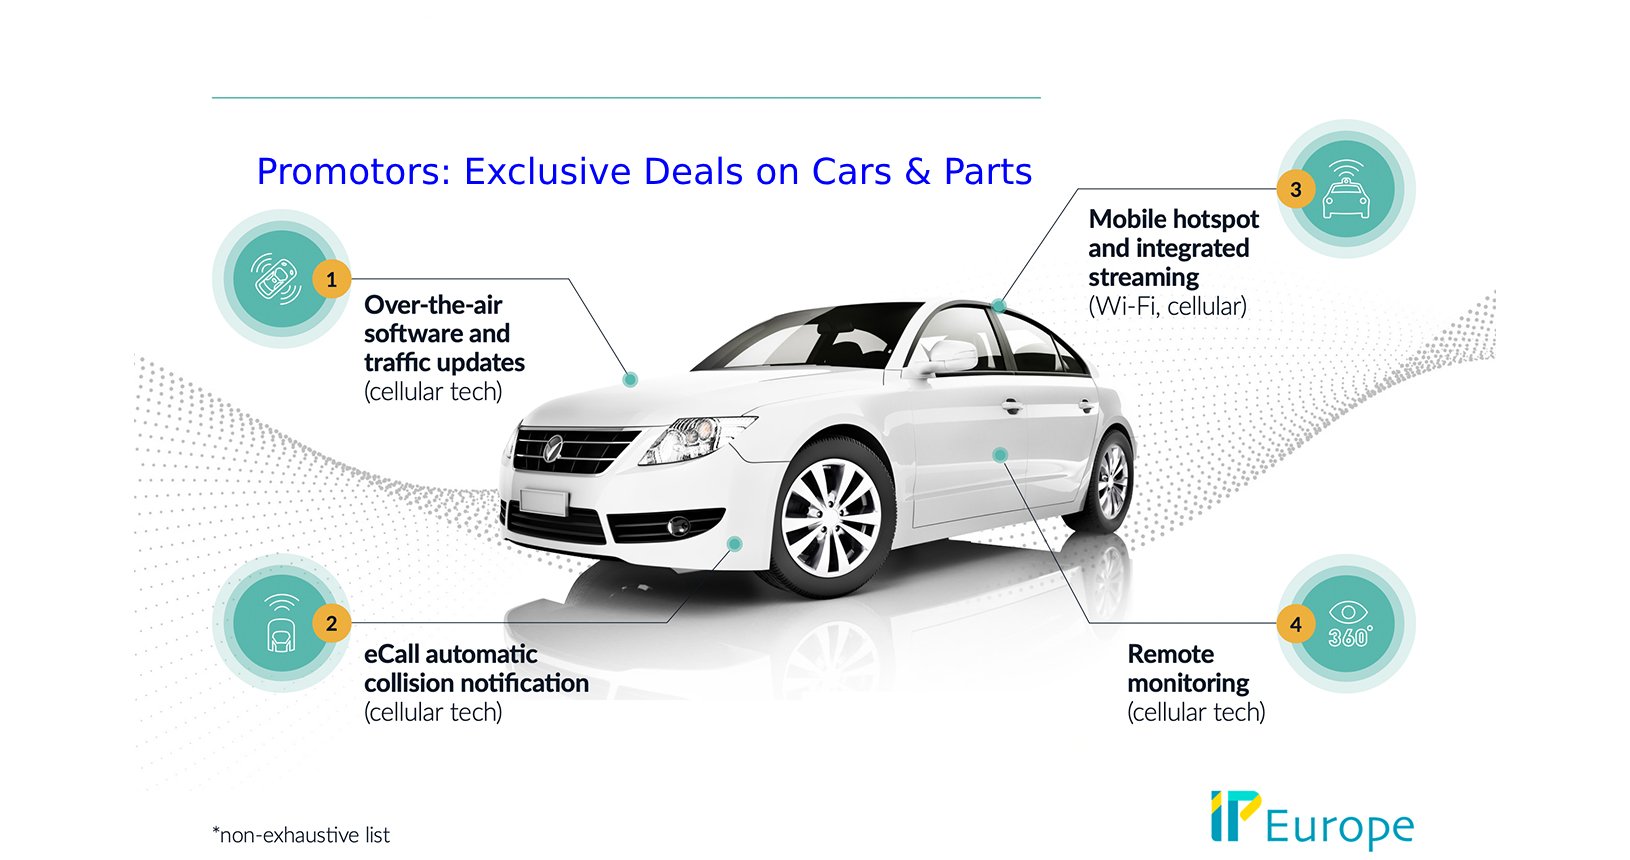 Promotors: Exclusive Deals on Cars & Parts
1
Over-the-air
software and
traffic updates
(cellular tech)
3
Mobile hotspot
and integrated
streaming
(Wi-Fi, cellular)
2
eCall automatic
collision notification
(cellular tech)
4
360°
Remote
monitoring
(cellular tech)
*non-exhaustive list
iP Europe